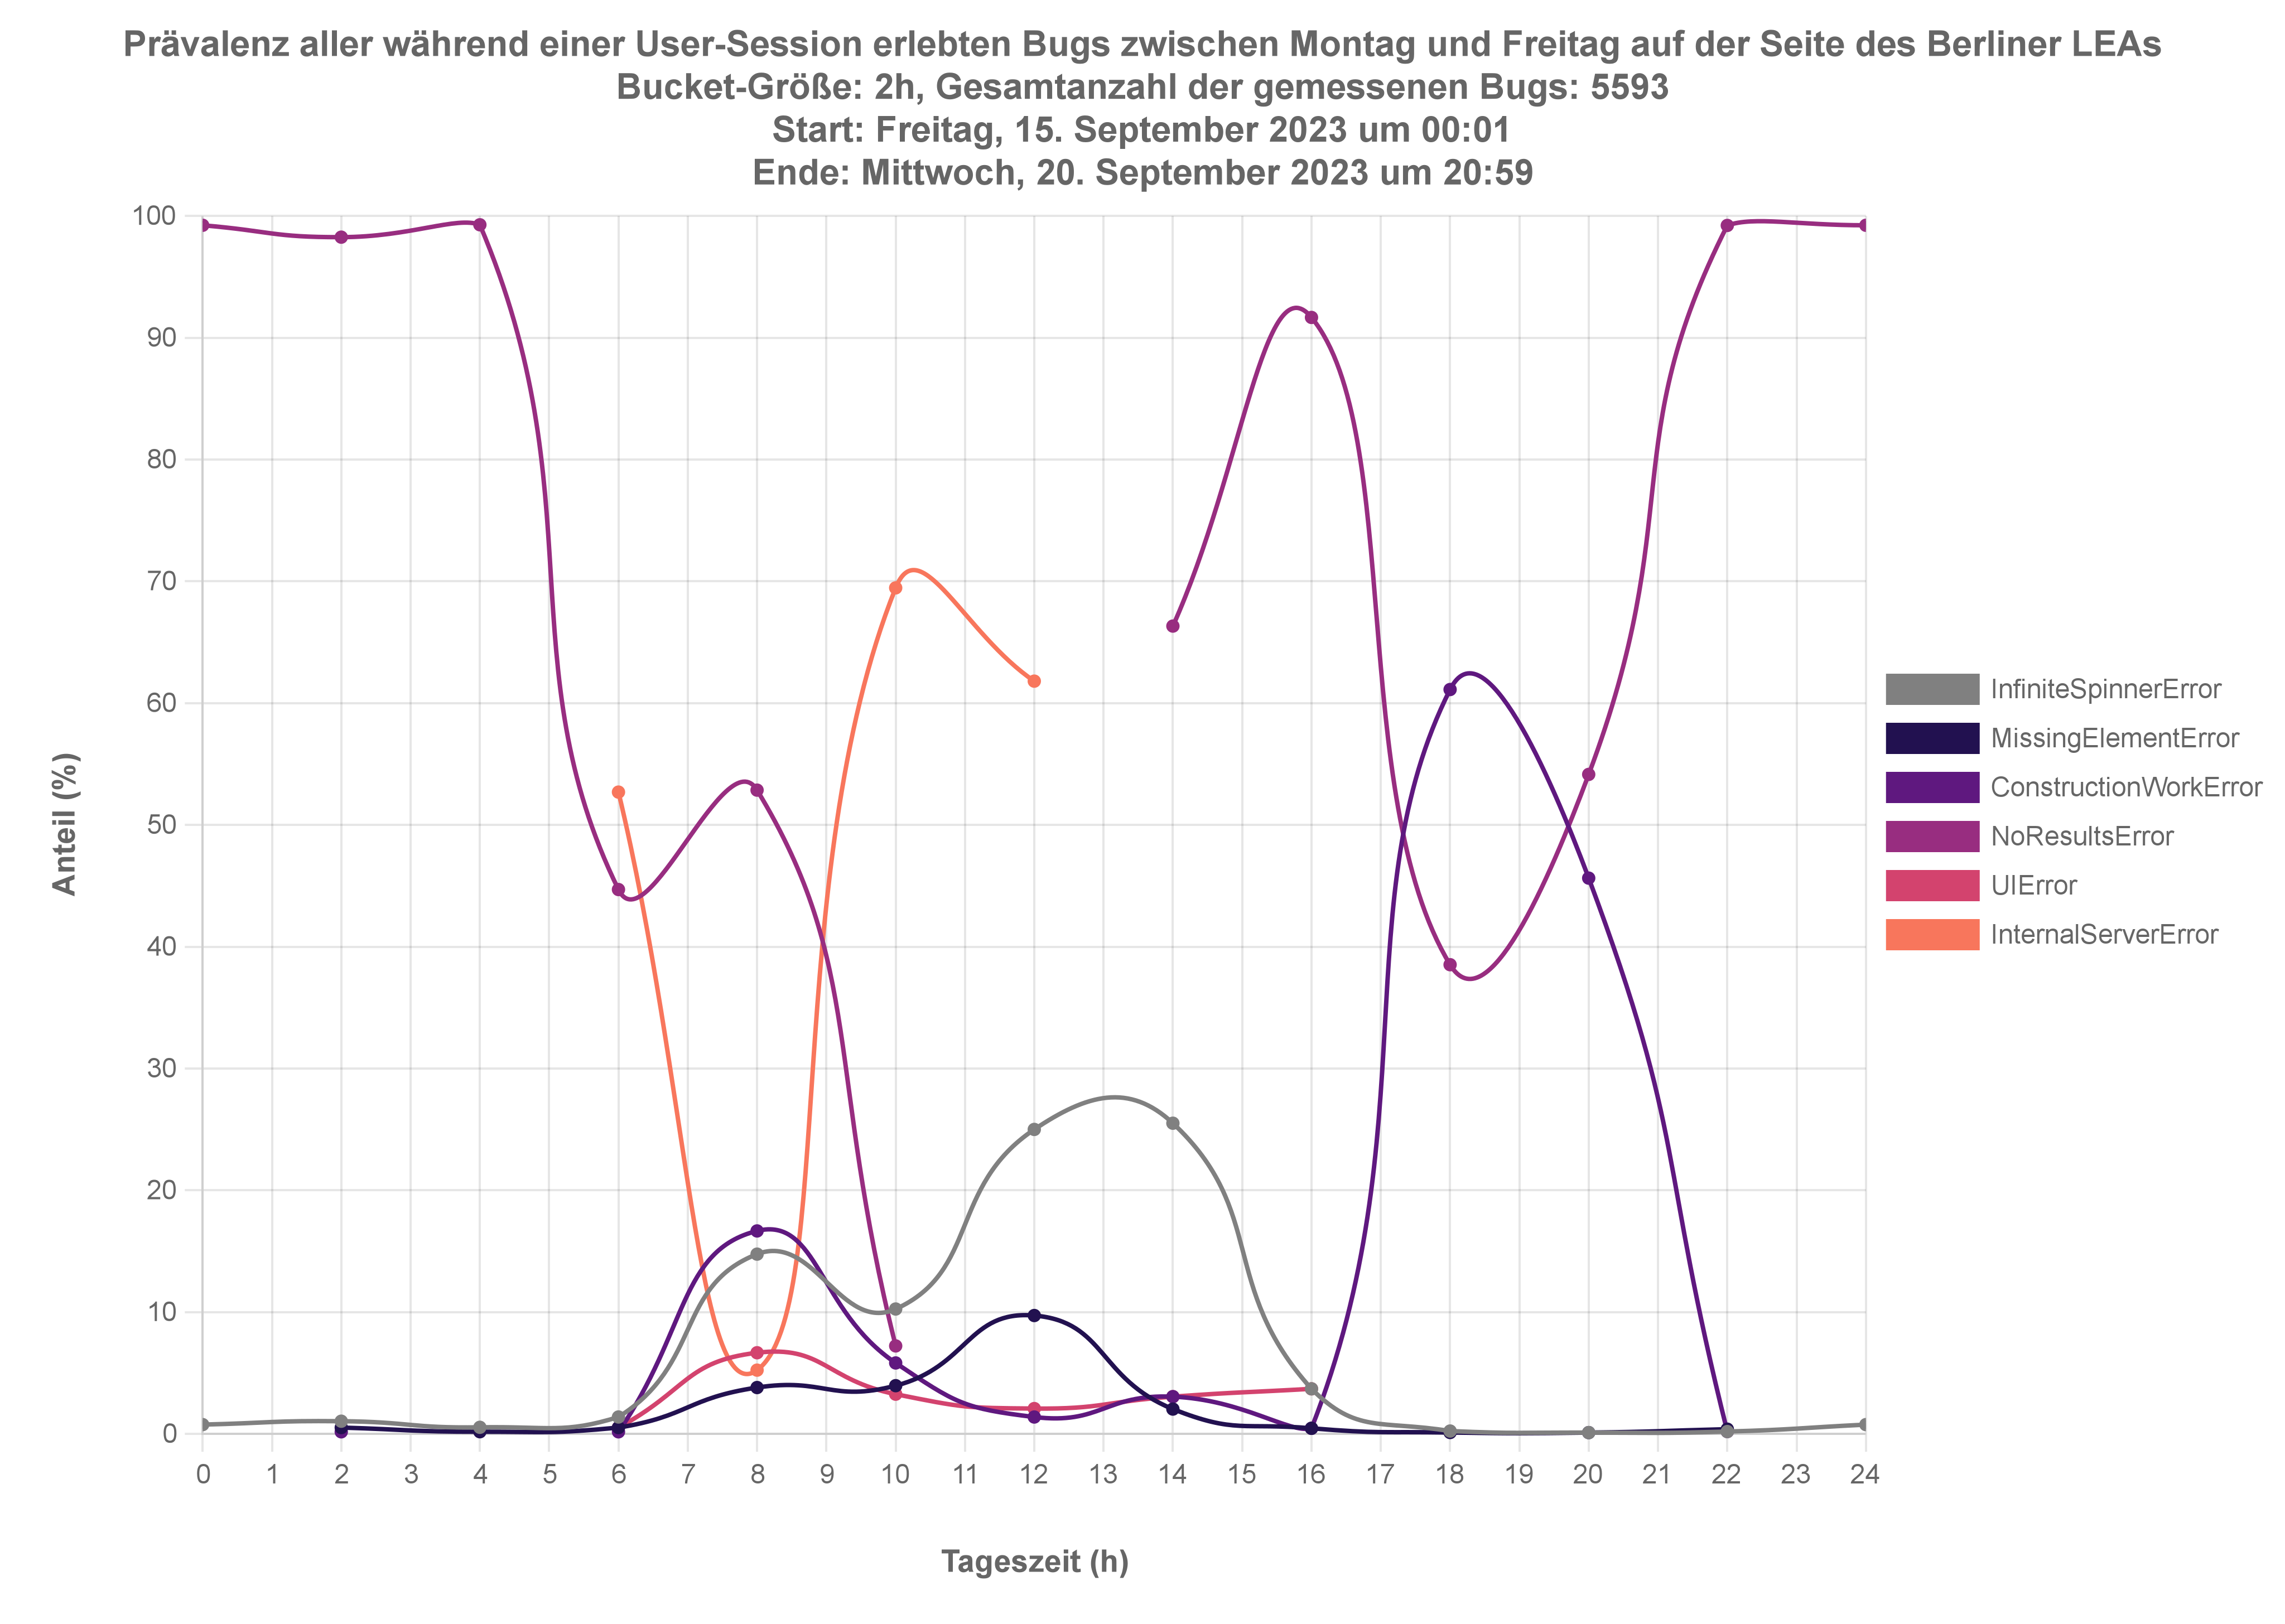 Prävalenz aller während einer User-Session erlebten Bugs zwischen Montag und Freitag auf der Seite des Berliner LEAs
Bucket-Größe: 2h, Gesamtanzahl der gemessenen Bugs: 5593
Start: Freitag, 15. September 2023 um 00:01
Ende: Mittwoch, 20. September 2023 um 20:59
100
90
80
70
60
50
40
30
20
10
0
Anteil (%)
0 1 2 3 4 5 6 7 8 9 10 11 12 13 14 15 16 17 18 19 20 21 22 23 24
Tageszeit (h)
InfiniteSpinnerError
MissingElementError
ConstructionWorkError
NoResultsError
UIError
InternalServerError